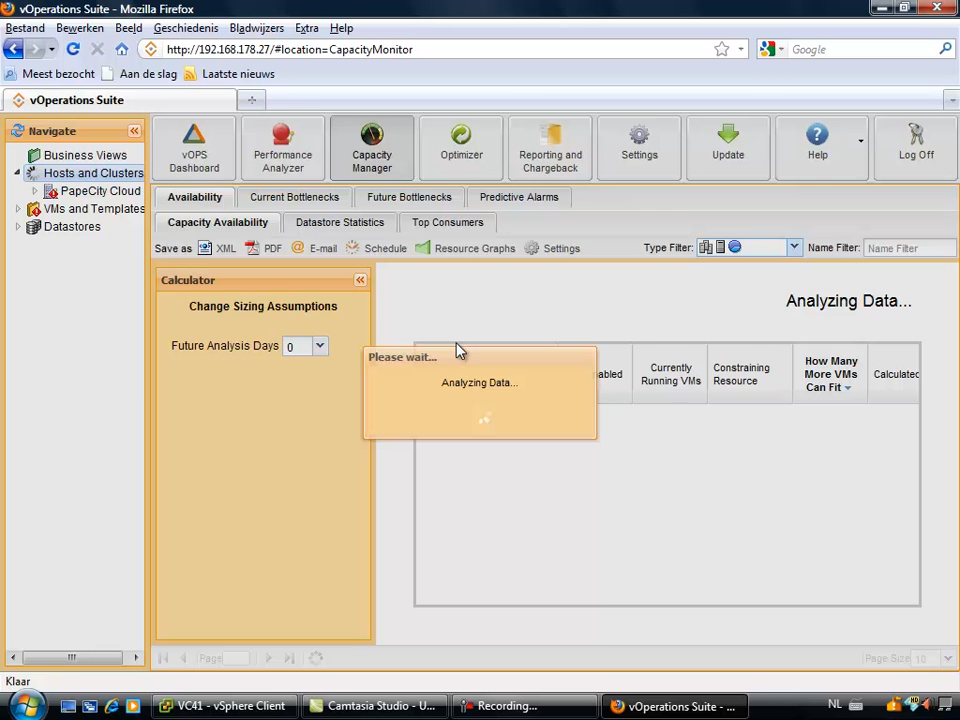 vOperations Suite - Mozilla Firefox
Bestand Bewerken Beeld Geschiedenis Bladwijzers Extra Help
http://192.168.178.27/#location=CapacityMonitor
Google
Meest bezocht Aan de slag Laatste nieuws
vOperations Suite
Navigate
Business Views
Hosts and Clusters
PapeCity Cloud
VMs and Templates
Datastores
vOPS Dashboard
Performance Analyzer
Capacity Manager
Optimizer
Reporting and Chargeback
Settings
Update
Help
Log Off
Availability Current Bottlenecks Future Bottlenecks Predictive Alarms
Capacity Availability Datastore Statistics Top Consumers
Save as XML PDF E-mail Schedule Resource Graphs Settings Type Filter: Name Filter: Name Filter
Calculator
Change Sizing Assumptions
Future Analysis Days 0
Analyzing Data...
Please wait...
Analyzing Data...
abled
Currently Running VMs
Constraining Resource
How Many More VMs Can Fit
Calculated
Page
Page Size 10
Klaar
VC41 - vSphere Client Camtasia Studio - U... Recording... vOperations Suite - ... NL HD